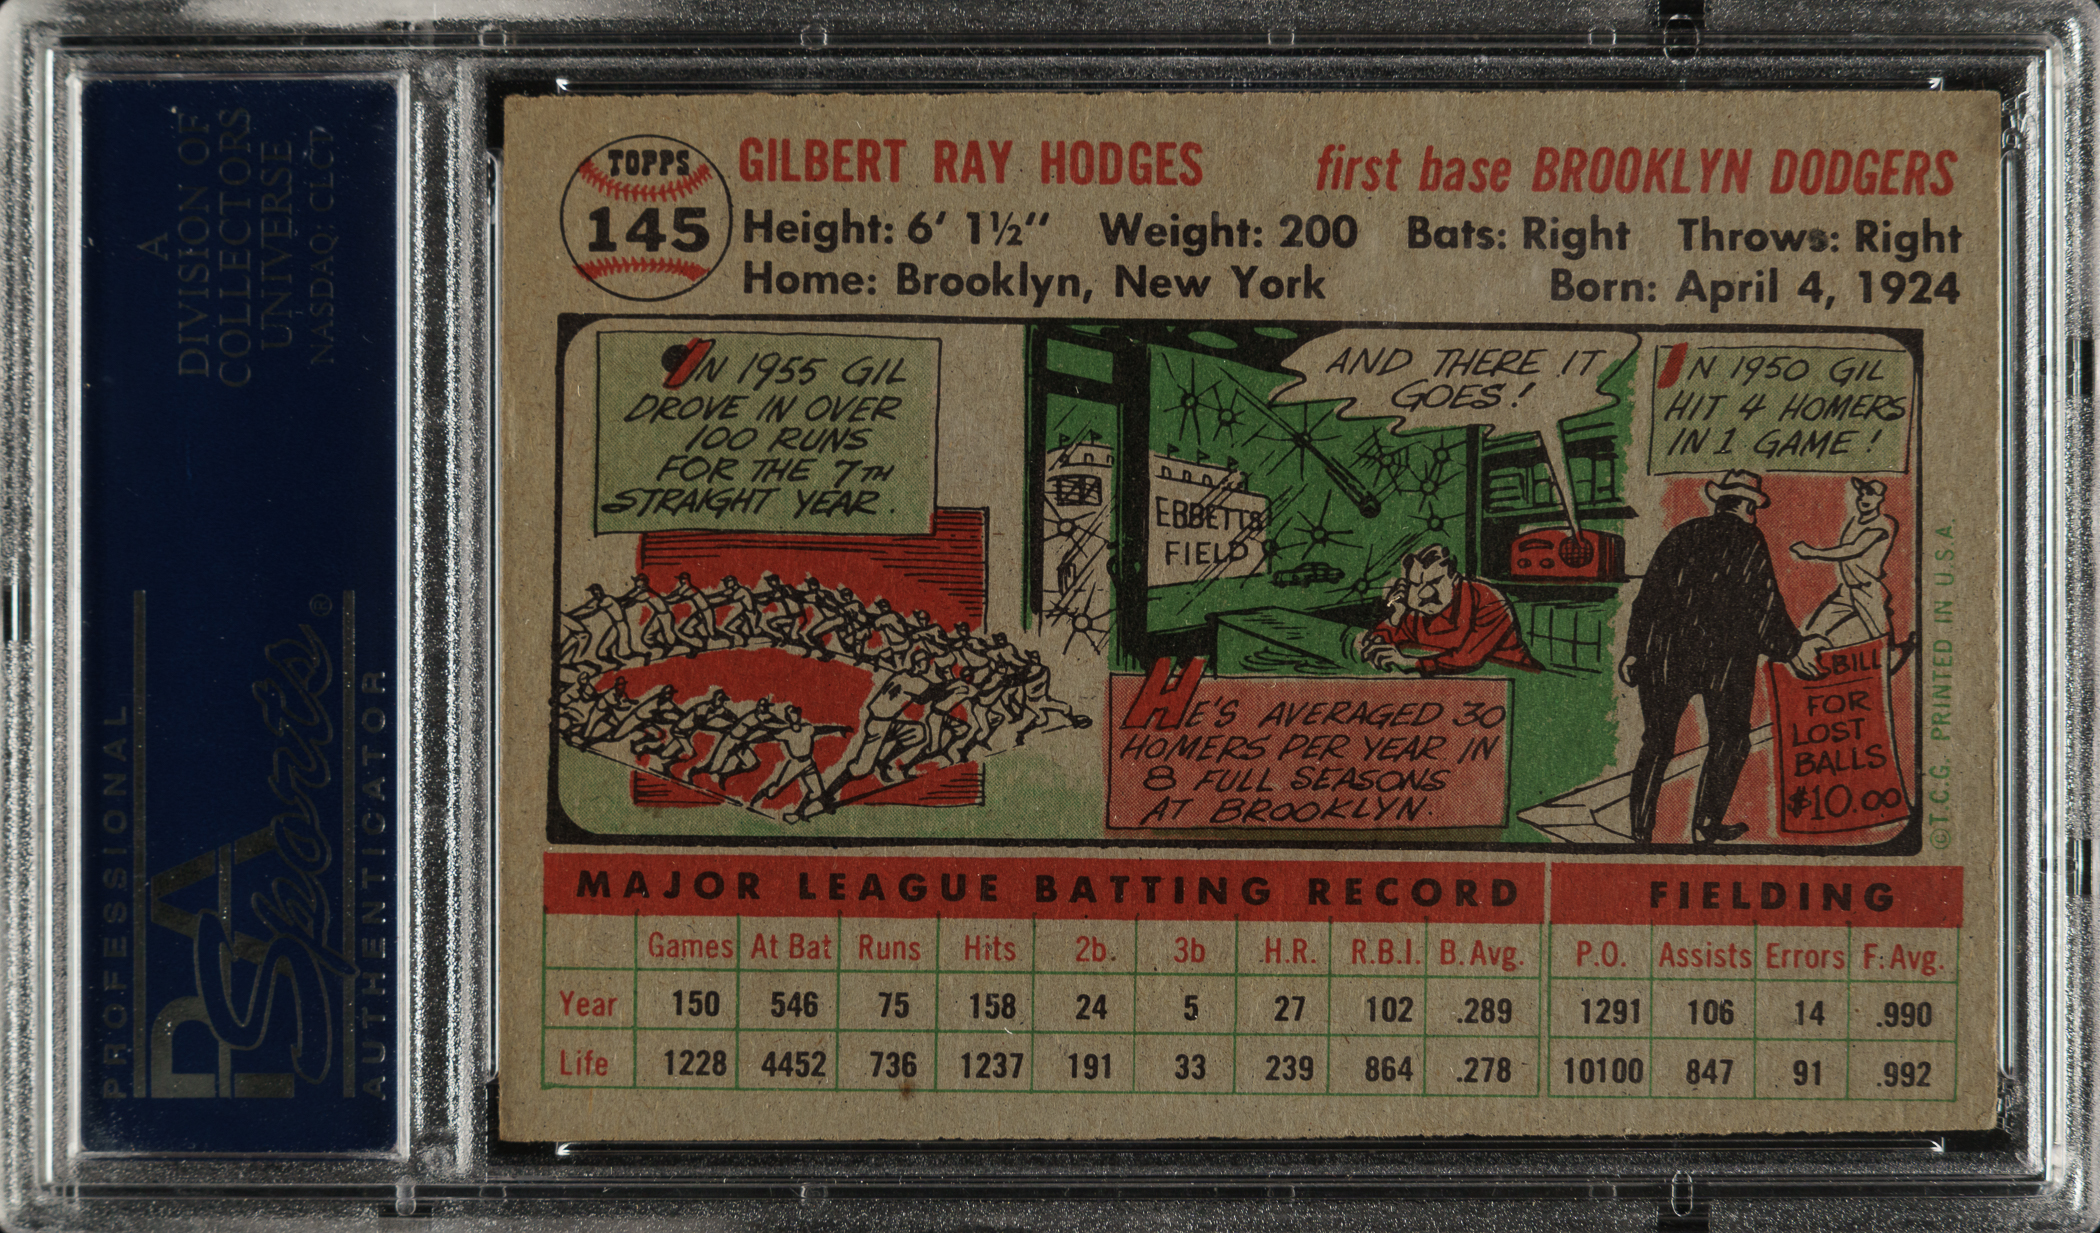 A
DIVISION OF
COLLECTORS
UNIVERSE
NASDAQ: CLCT
PROFESSIONAL
PSA
Sports®
AUTHENTICATOR
TOPPS
145
GILBERT RAY HODGES
first base BROOKLYN DODGERS
Height: 6' 1½" Weight: 200 Bats: Right Throws: Right
Home: Brooklyn, New York Born: April 4, 1924
IN 1955 GIL
DROVE IN OVER
100 RUNS
FOR THE 7TH
STRAIGHT YEAR.
AND THERE IT
GOES!
EBBETTS
FIELD
HE'S AVERAGED 30
HOMERS PER YEAR IN
8 FULL SEASONS
AT BROOKLYN.
IN 1950 GIL
HIT 4 HOMERS
IN 1 GAME!
BILL
FOR
LOST
BALLS
$10.00
©T.C.G. PRINTED IN U.S.A.
MAJOR LEAGUE BATTING RECORD FIELDING
Games At Bat Runs Hits 2b. 3b H.R. R.B.I. B. Avg. P.O. Assists Errors F. Avg.
Year 150 546 75 158 24 5 27 102 .289 1291 106 14 .990
Life 1228 4452 736 1237 191 33 239 864 .278 10100 847 91 .992